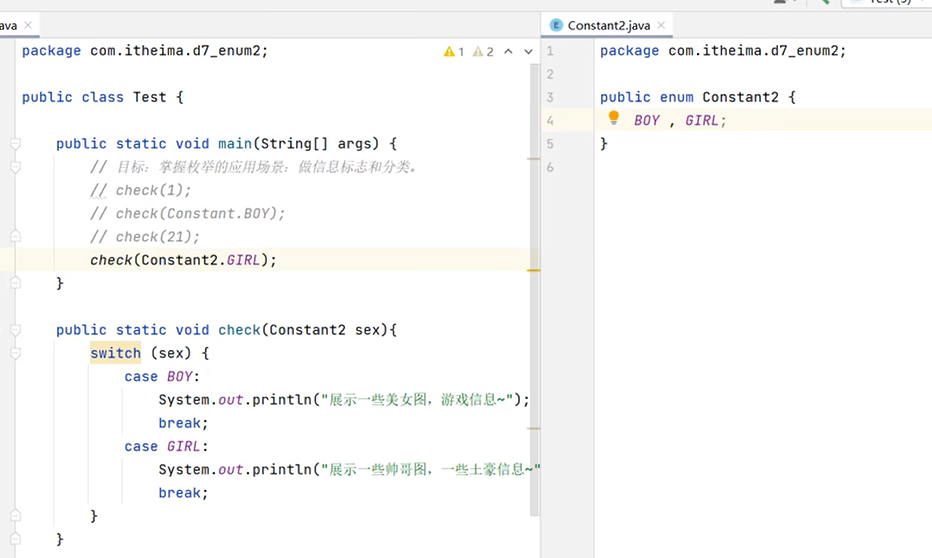 ava
Constant2.java
package com.itheima.d7_enum2;
1 2
public class Test {
public static void main(String[] args) {
// 目标：掌握枚举的应用场景：做信息标志和分类。
// check(1);
// check(Constant.BOY);
// check(21);
check(Constant2.GIRL);
}
public static void check(Constant2 sex){
switch (sex) {
case BOY:
System.out.println("展示一些美女图，游戏信息~");
break;
case GIRL:
System.out.println("展示一些帅哥图，一些土豪信息~"
break;
}
}
1 package com.itheima.d7_enum2;
2
3 public enum Constant2 {
4 BOY , GIRL;
5 }
6